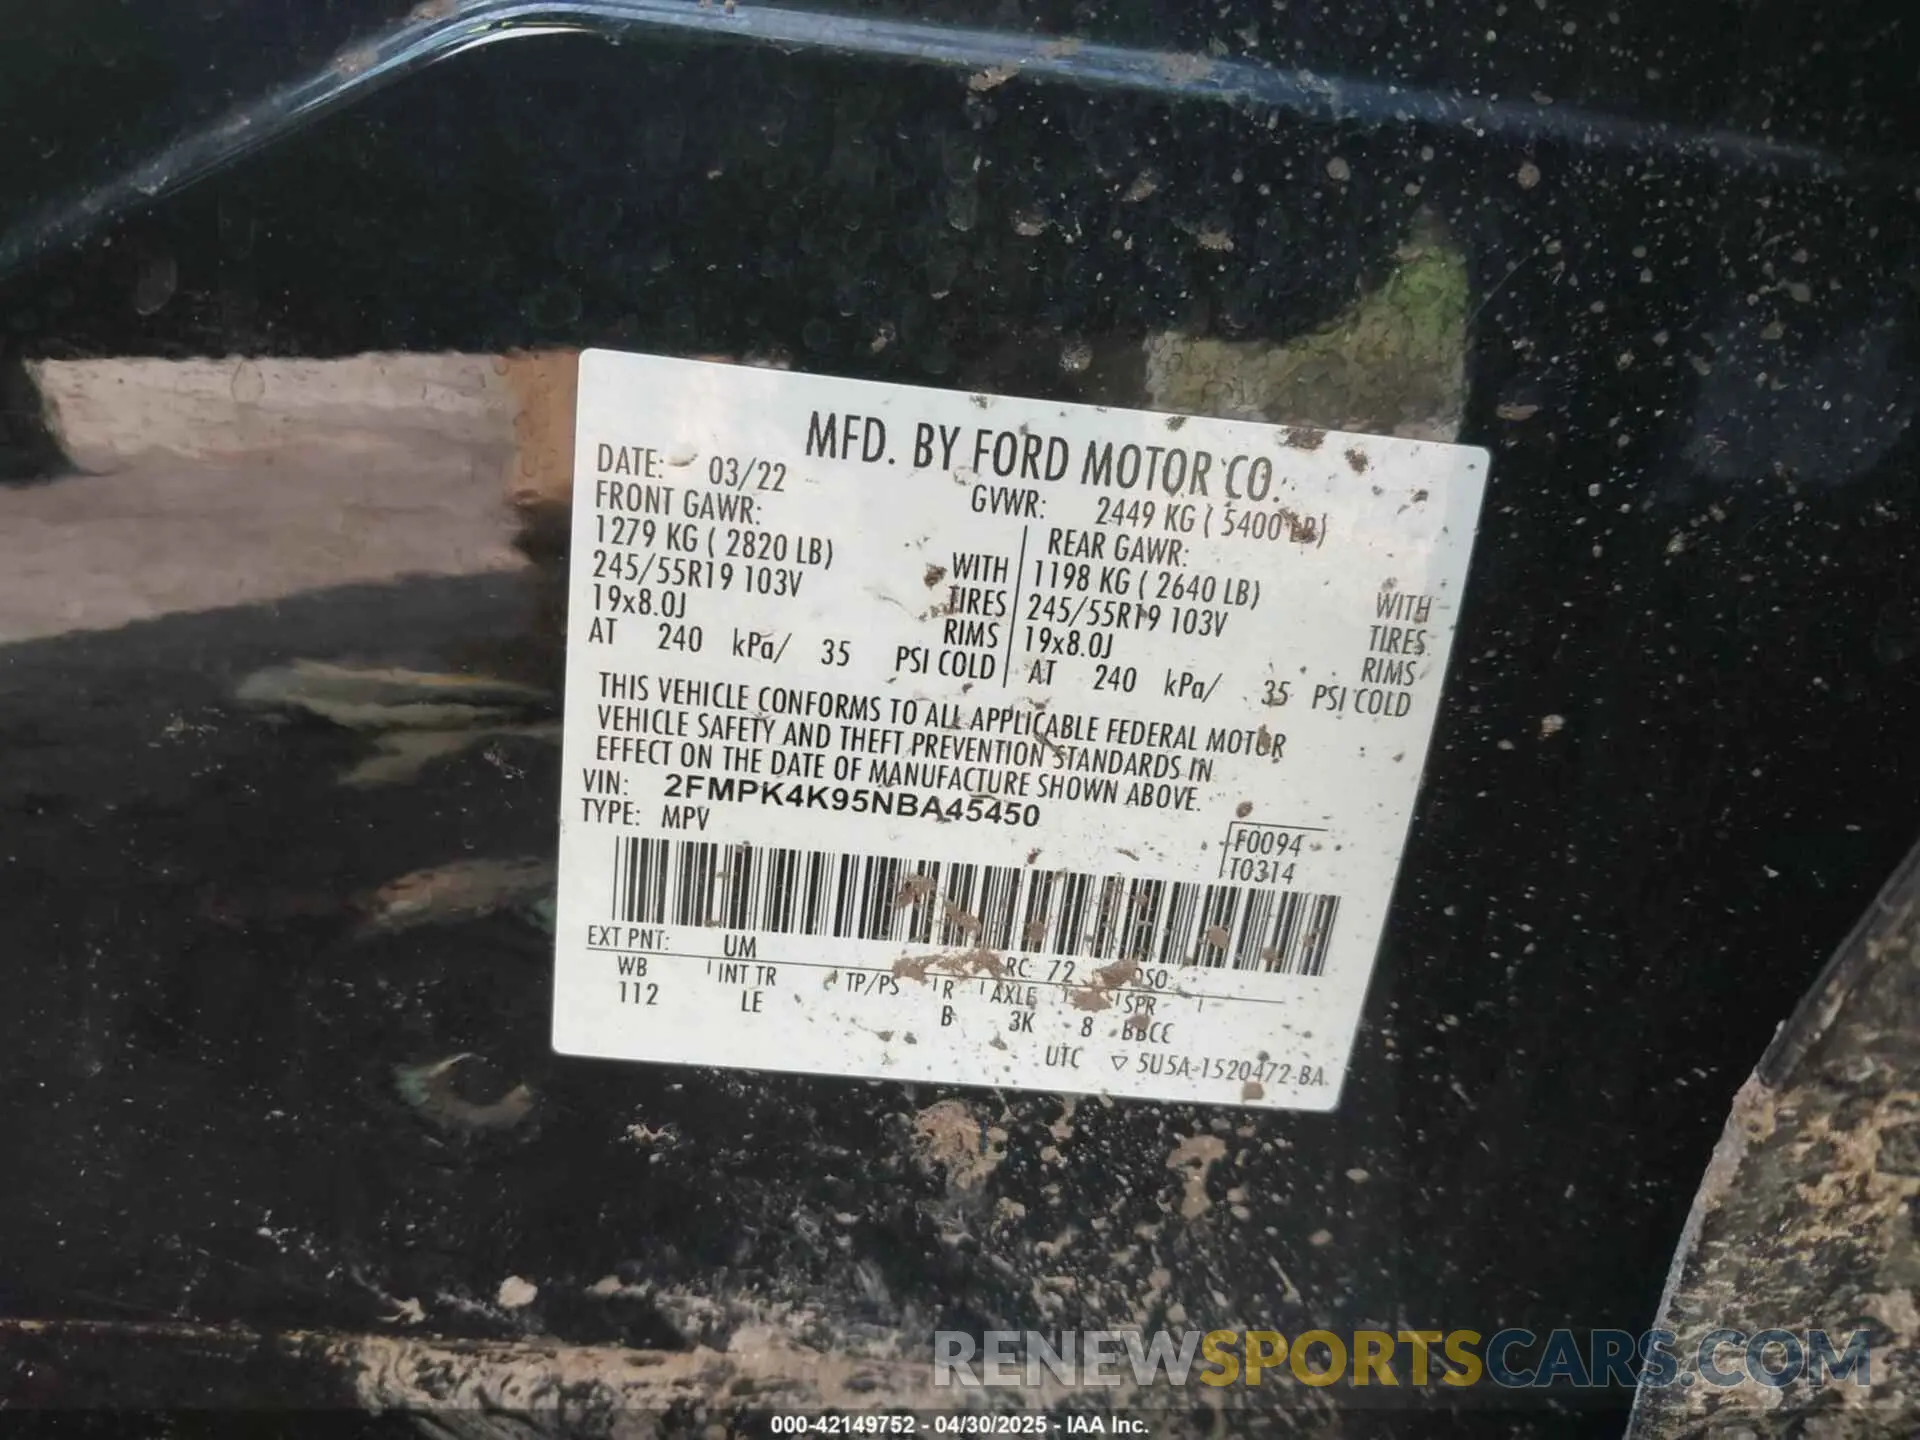 MFD. BY FORD MOTOR CO.
DATE: 03/22 GVWR: 2449 KG ( 5400 LB)
FRONT GAWR: REAR GAWR:
1279 KG ( 2820 LB) WITH 1198 KG ( 2640 LB) WITH
245/55R19 103V TIRES 245/55R19 103V TIRES
19x8.0J RIMS 19x8.0J RIMS
AT 240 kPa/ 35 PSI COLD AT 240 kPa/ 35 PSI COLD
THIS VEHICLE CONFORMS TO ALL APPLICABLE FEDERAL MOTOR
VEHICLE SAFETY AND THEFT PREVENTION STANDARDS IN
EFFECT ON THE DATE OF MANUFACTURE SHOWN ABOVE.
VIN: 2FMPK4K95NBA45450
TYPE: MPV
F0094
T0314
EXT PNT: UM RC: 72 DSO:
WB INT TR TP/PS R AXLE SPR
112 LE B 3K 8 BBCC
UTC ▽ 5U5A-1520472-BA
RENEWSPORTSCARS.COM
000-42149752 - 04/30/2025 - IAA Inc.